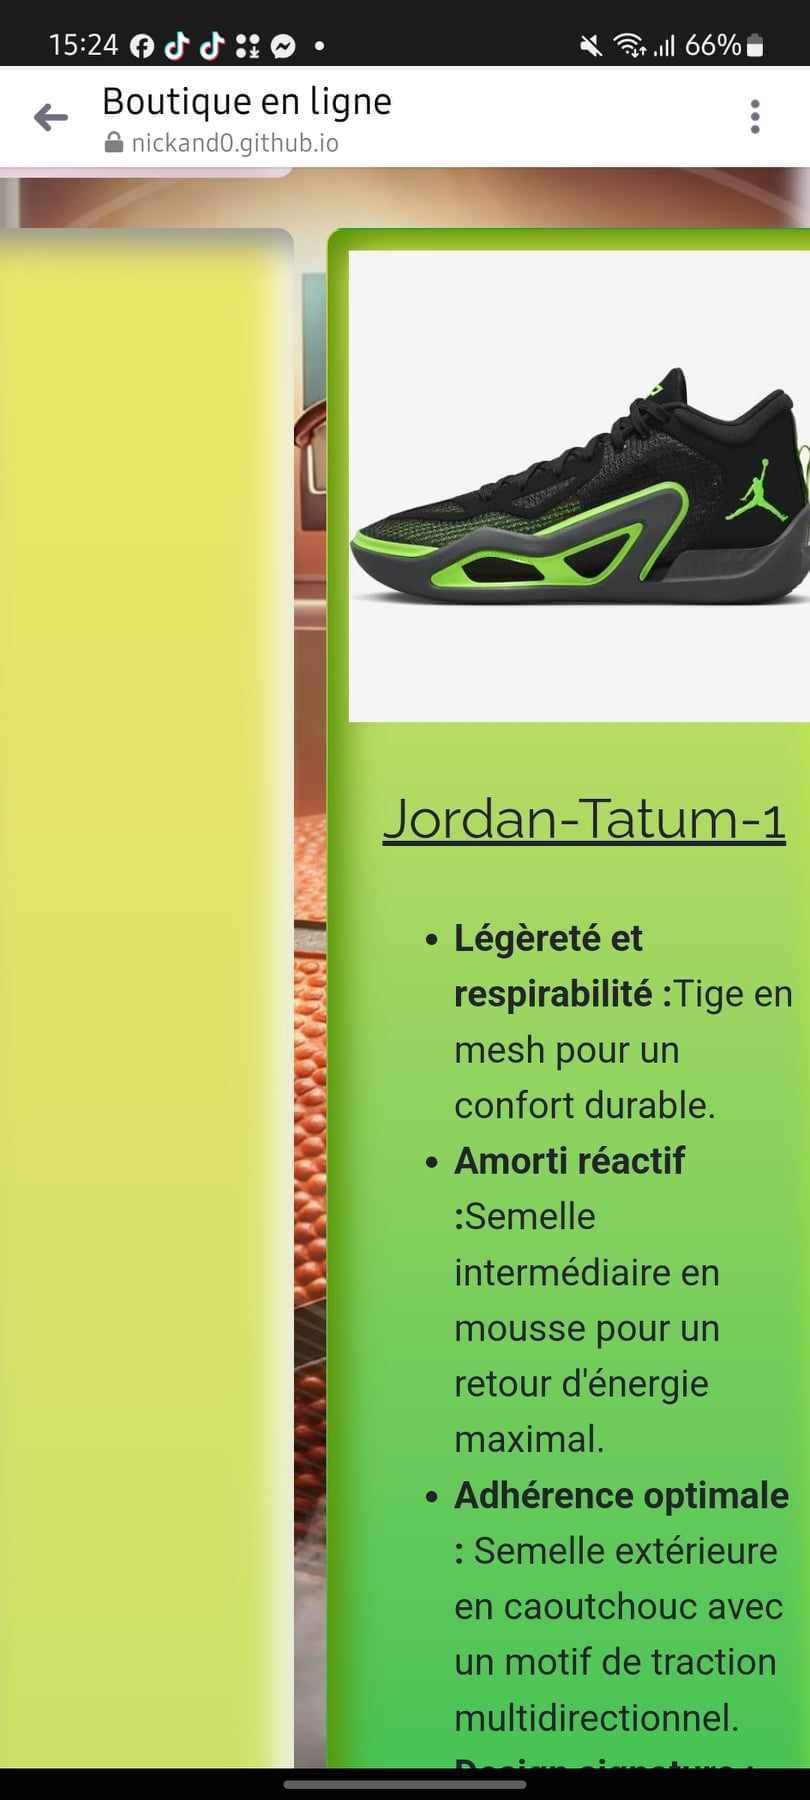 15:24
66%
Boutique en ligne
nickand0.github.io
Jordan-Tatum-1
• Légèreté et
respirabilité :Tige en
mesh pour un
confort durable.
• Amorti réactif
:Semelle
intermédiaire en
mousse pour un
retour d'énergie
maximal.
• Adhérence optimale
: Semelle extérieure
en caoutchouc avec
un motif de traction
multidirectionnel.
Design signature :